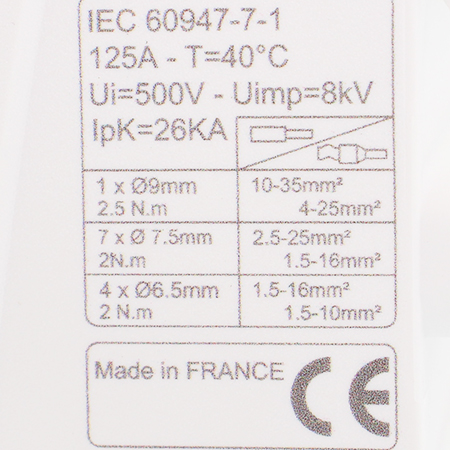 IEC 60947-7-1
125A - T=40°C
Ui=500V - Uimp=8kV
IpK=26KA
1 x Ø9mm 10-35mm²
2.5 N.m 4-25mm²
7 x Ø 7.5mm 2.5-25mm²
2N.m 1.5-16mm²
4 x Ø6.5mm 1.5-16mm²
2 N.m 1.5-10mm²
Made in FRANCE CE